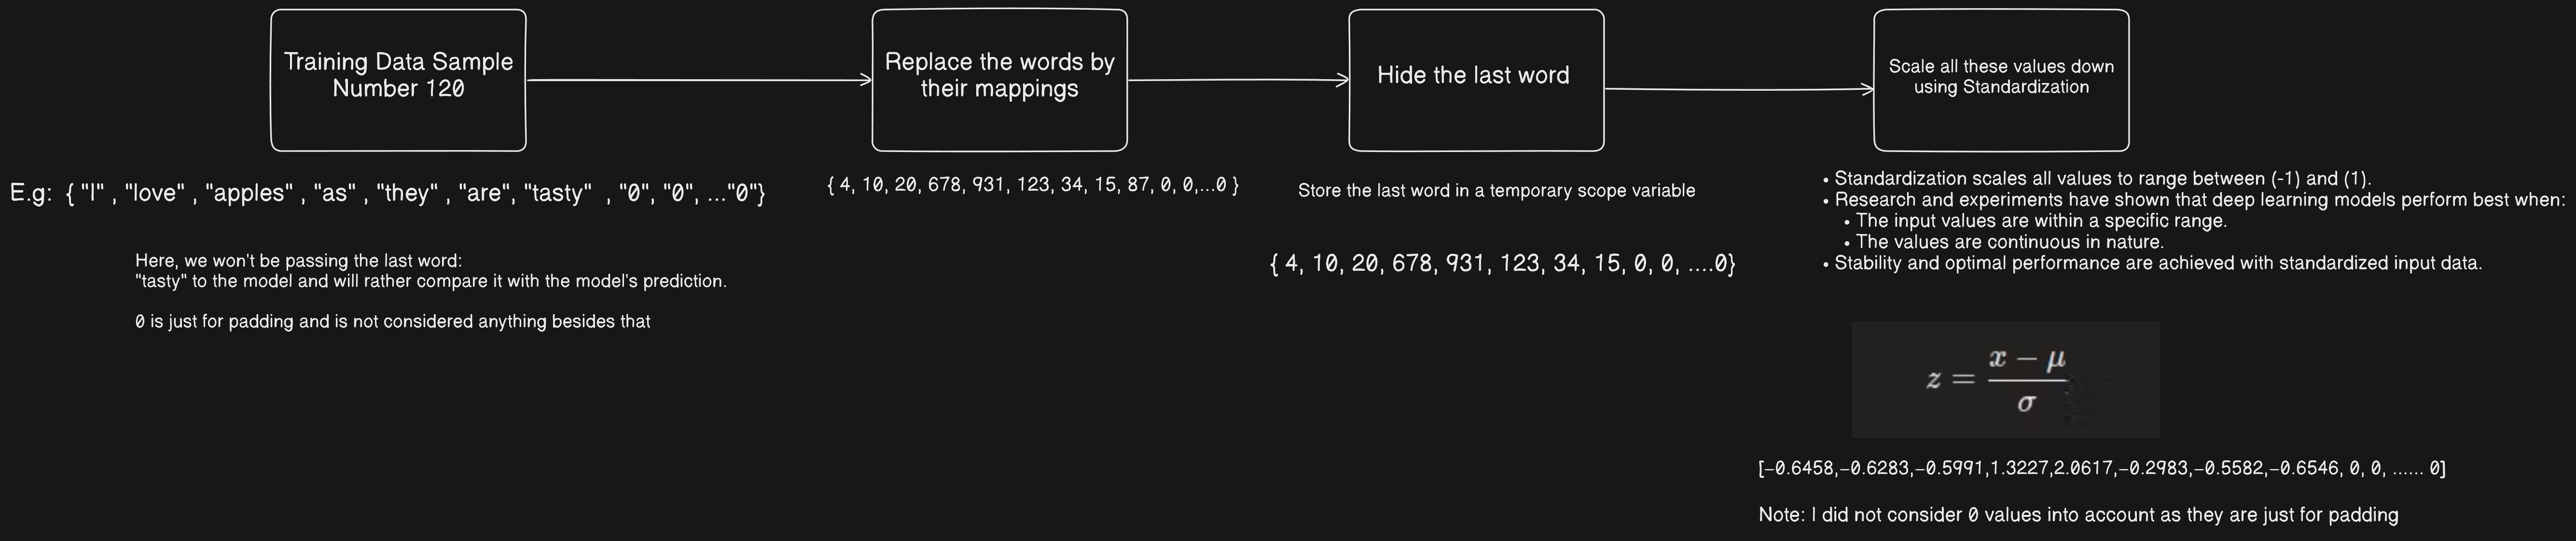 Training Data Sample
Number 120
Replace the words by
their mappings
Hide the last word
Scale all these values down
using Standardization
E.g: { "I" , "love" , "apples" , "as" , "they" , "are", "tasty" , "0", "0", ... "0"}
Here, we won't be passing the last word:
"tasty" to the model and will rather compare it with the model's prediction.
0 is just for padding and is not considered anything besides that
{ 4, 10, 20, 678, 931, 123, 34, 15, 87, 0, 0,...0 }
Store the last word in a temporary scope variable
{ 4, 10, 20, 678, 931, 123, 34, 15, 0, 0, ....0}
• Standardization scales all values to range between (-1) and (1).
• Research and experiments have shown that deep learning models perform best when:
• The input values are within a specific range.
• The values are continuous in nature.
• Stability and optimal performance are achieved with standardized input data.
z = \frac{x − μ}{σ}
[−0.6458,−0.6283,−0.5991,1.3227,2.0617,−0.2983,−0.5582,−0.6546, 0, 0, ...... 0]
Note: I did not consider 0 values into account as they are just for padding